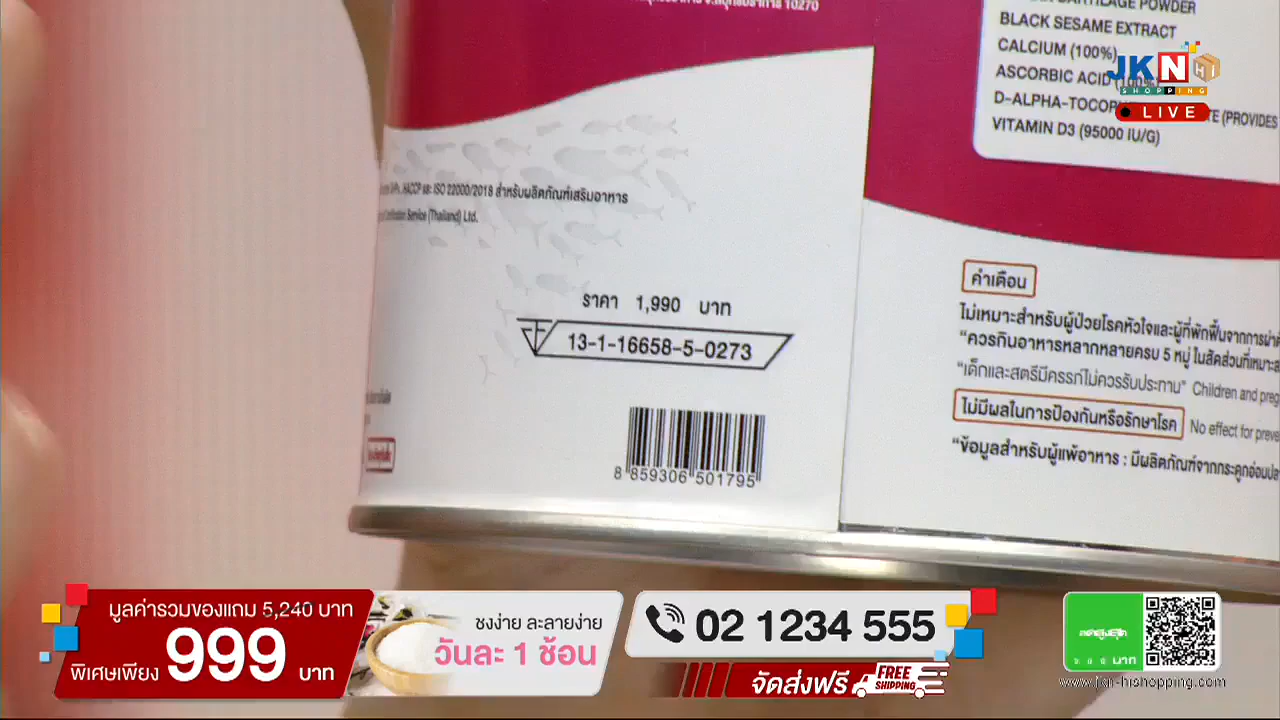 10270
CARTILAGE POWDER
BLACK SESAME EXTRACT
CALCIUM (100%)
ASCORBIC ACID (100%)
VITAMIN D3 (95000 IU/G)
JKN Hi
SHOPPING
LIVE
HACCP และ ISO 22000/2018 สำหรับผลิตภัณฑ์เสริมอาหาร
Service (Thailand) Ltd.
ราคา 1,990 บาท
13-1-16658-5-0273
8 859306 501795
คำเตือน
ไม่เหมาะสำหรับผู้ป่วยโรคหัวใจและผู้ที่พักฟื้นจากการผ่า
"ควรกินอาหารหลากหลายครบ 5 หมู่ ในสัดส่วนที่เหมาะส
"เด็กและสตรีมีครรภ์ไม่ควรรับประทาน" Children and preg
ไม่มีผลในการป้องกันหรือรักษาโรค No effect for preve
"ข้อมูลสำหรับผู้แพ้อาหาร : มีผลิตภัณฑ์จากกระดูกอ่อนปล
มูลค่ารวมของแถม 5,240 บาท
พิเศษเพียง 999 บาท
ชงง่าย ละลายง่าย
วันละ 1 ช้อน
02 1234 555
จัดส่งฟรี FREE SHIPPING
บาท
www.jkn-hishopping.com